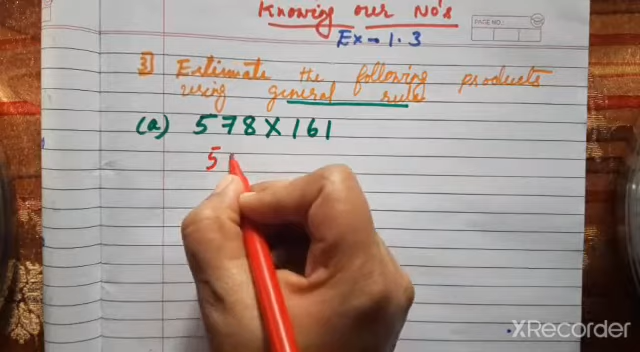 Knowing our No's
PAGE NO.:
Ex → 1.3
3] Estimate the following products
using general rule
(a) 578 X 161
5
XRecorder